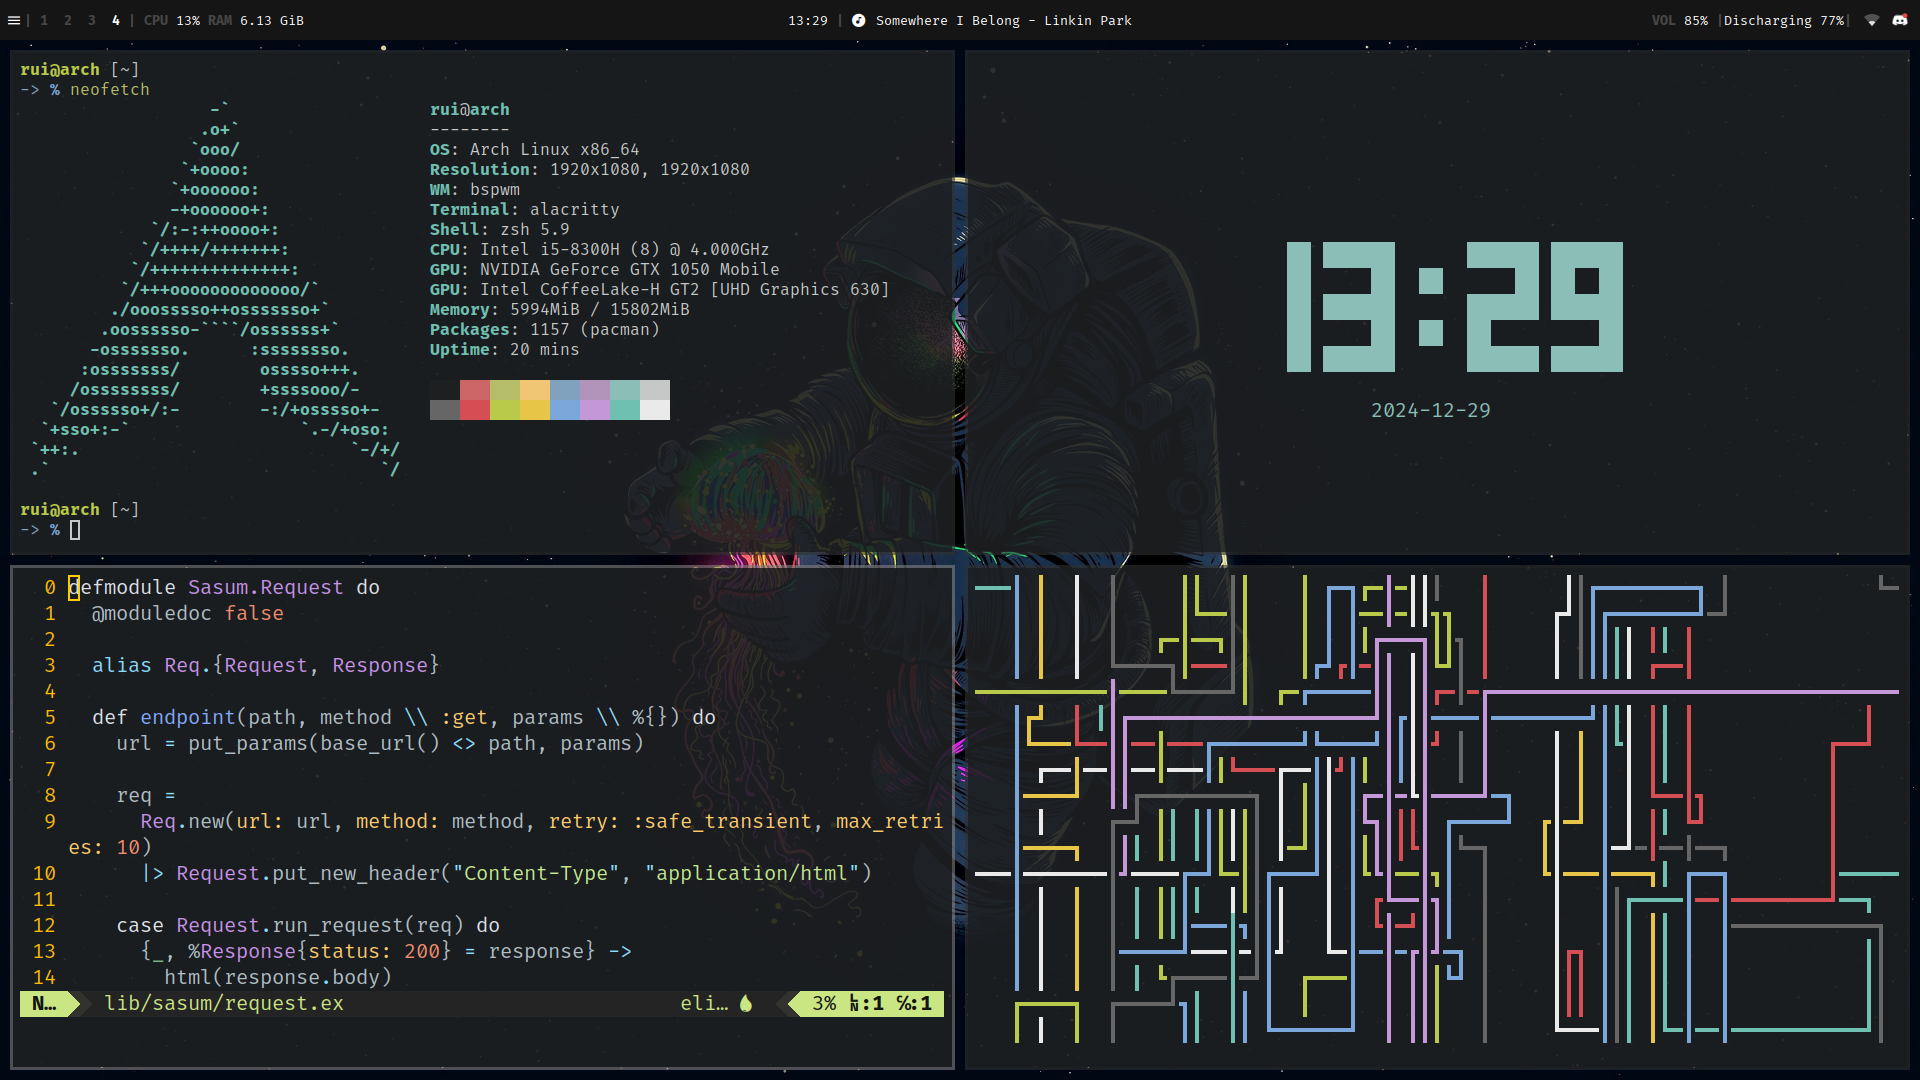 1 2 3 4 | CPU 13% RAM 6.13 GiB
13:29 | Somewhere I Belong - Linkin Park
VOL 85% |Discharging 77%|
rui@arch [~]
-> % neofetch
-`
.o+`
`ooo/
`+oooo:
`+oooooo:
-+oooooo+:
`/:-:++oooo+:
`/++++/+++++++:
`/++++++++++++++:
`/+++ooooooooooooo/`
./ooosssso++osssssso+`
.oossssso-````/ossssss+`
-osssssso.      :ssssssso.
:osssssss/        osssso+++.
/ossssssss/        +ssssooo/-
`/ossssso+/:-        -:/+osssso+-
`+sso+:-`                 `.-/+oso:
`++:.                           `-/+/
.`                                 `/
rui@arch
--------
OS: Arch Linux x86_64
Resolution: 1920x1080, 1920x1080
WM: bspwm
Terminal: alacritty
Shell: zsh 5.9
CPU: Intel i5-8300H (8) @ 4.000GHz
GPU: NVIDIA GeForce GTX 1050 Mobile
GPU: Intel CoffeeLake-H GT2 [UHD Graphics 630]
Memory: 5994MiB / 15802MiB
Packages: 1157 (pacman)
Uptime: 20 mins
rui@arch [~]
-> %
13:29
2024-12-29
0 defmodule Sasum.Request do
1   @moduledoc false
2
3   alias Req.{Request, Response}
4
5   def endpoint(path, method \\ :get, params \\ %{}) do
6     url = put_params(base_url() <> path, params)
7
8     req =
9       Req.new(url: url, method: method, retry: :safe_transient, max_retri
es: 10)
10       |> Request.put_new_header("Content-Type", "application/html")
11
12     case Request.run_request(req) do
13       {_, %Response{status: 200} = response} ->
14         html(response.body)
N… lib/sasum/request.ex eli… 3% ㏑:1 ℅:1